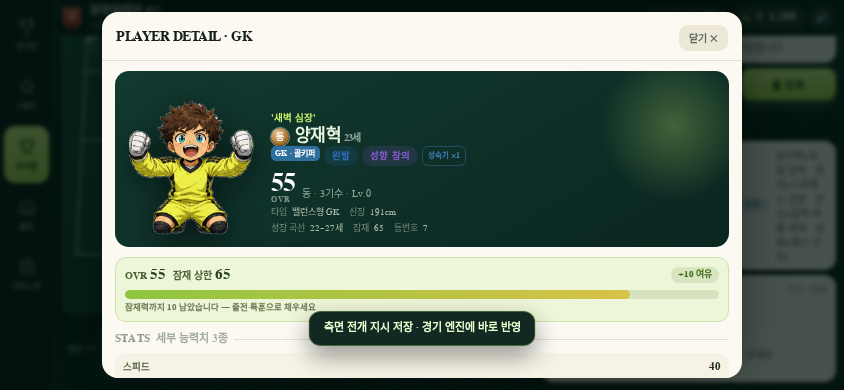 PLAYER DETAIL · GK
닫기 ✕
'새벽 심장'
동 양재혁 23세
GK · 골키퍼 왼발 성향 창의 성숙기 ×1
55 동 · 3기수 · Lv.0
OVR
타입 밸런스형 GK 신장 191cm
성장 곡선 22-27세 잠재 65 등번호 7
OVR 55 잠재 상한 65
+10 여유
잠재력까지 10 남았습니다 — 출전·특훈으로 채우세요
측면 전개 지시 저장 · 경기 엔진에 바로 반영
STATS 세부 능력치 3종
스피드 40